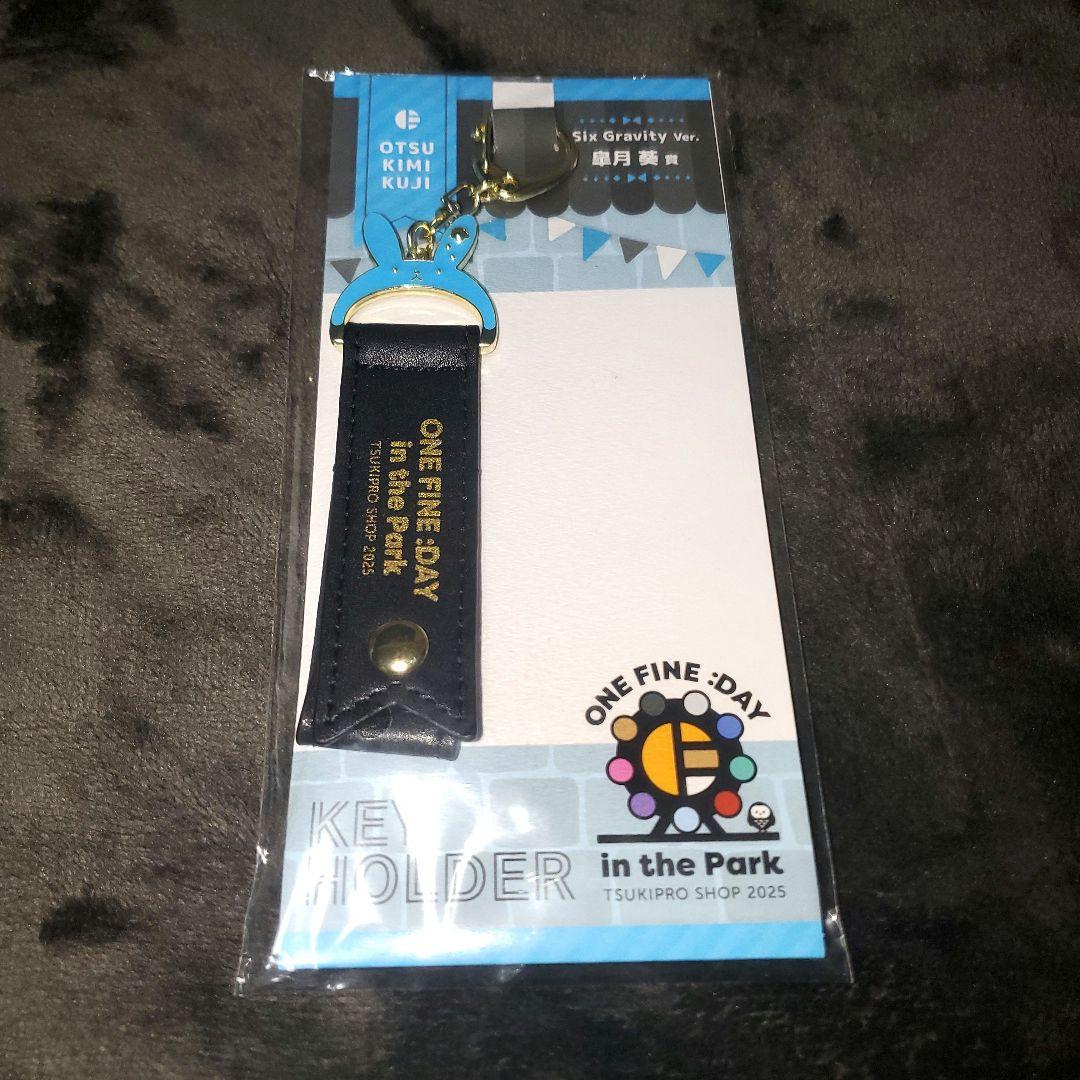 OTSU
KIMI
KUJI
Six Gravity Ver.
皐月 葵 賞
ONE FINE :DAY
in the Park
TSUKIPRO SHOP 2025
KEY
HOLDER
ONE FINE :DAY
in the Park
TSUKIPRO SHOP 2025